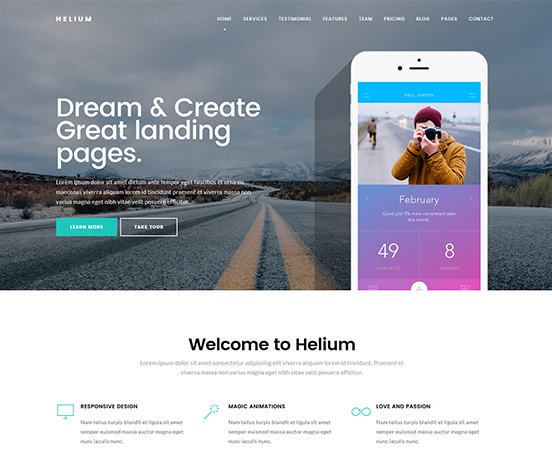 HELIUM
HOME SERVICES TESTIMONIAL FEATURES TEAM PRICING BLOG PAGES CONTACT
Dream & Create
Great landing
pages.
Lorem ipsum dolor sit amet dictum ante tempor eget faucibus et urna eu
maecenas viverra aliquam lorem id tincidunt praesent et viverra massa non
varius massa non nibh posuere efficitur.
LEARN MORE
TAKE TOUR
PAUL JENSEN
February
Good job! 9% more completed tasks
this month.
49
8
COMPLETED
OVERDUE
Welcome to Helium
Lorem ipsum dolor sit amet consectetur adipiscing elit viverra aliquam lorem id tincidunt. Praesent et
viverra massa non varius magna eget nibh vitae velit posuere efficitur.
RESPONSIVE DESIGN
Nam tellus turpis blandit et ligula sit amet
semper euismod massa auctor magna eget
nunc iaculis nunc.
MAGIC ANIMATIONS
Nam tellus turpis blandit et ligula sit amet
semper euismod massa auctor magna eget
nunc iaculis nunc.
LOVE AND PASSION
Nam tellus turpis blandit et ligula sit amet
semper euismod massa auctor magna eget
nunc iaculis nunc.